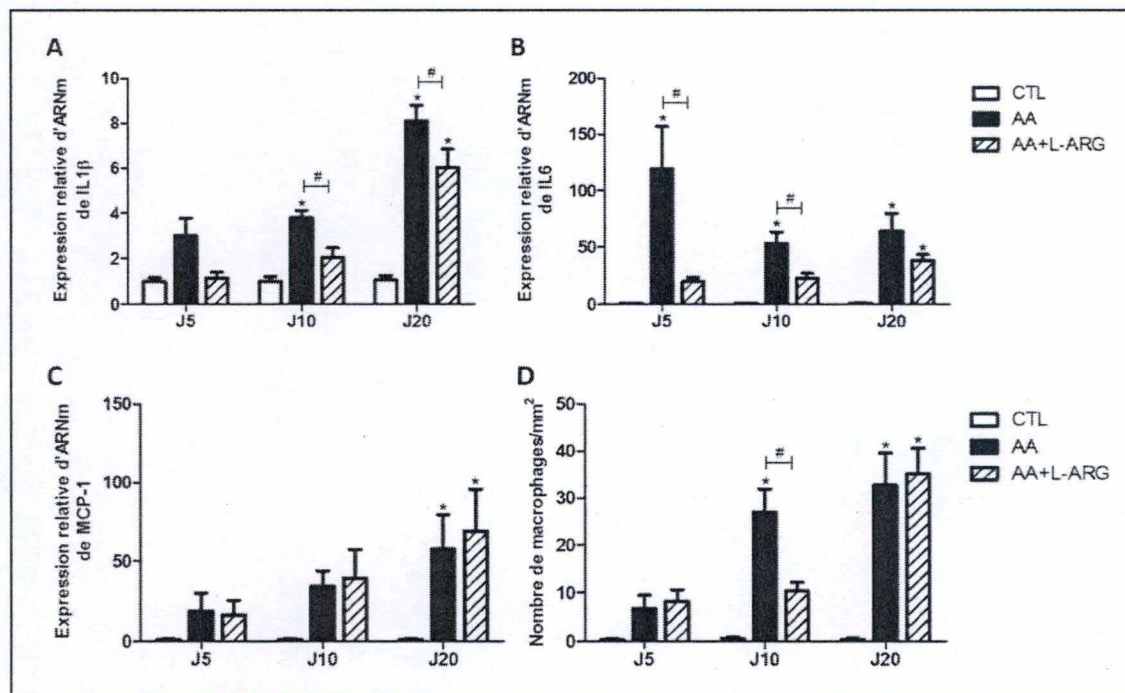 A
Expression relative d'ARNm
de IL1β
10
8
6
4
2
0
*
#
*
#
*
J5
J10
J20
B
Expression relative d'ARNm
de IL6
200
150
100
50
0
*
#
*
#
*
*
J5
J10
J20
CTL
AA
AA+L-ARG
C
Expression relative d'ARNm
de MCP-1
150
100
50
0
*
*
J5
J10
J20
D
Nombre de macrophages/mm²
50
40
30
20
10
0
*
#
*
*
J5
J10
J20
CTL
AA
AA+L-ARG